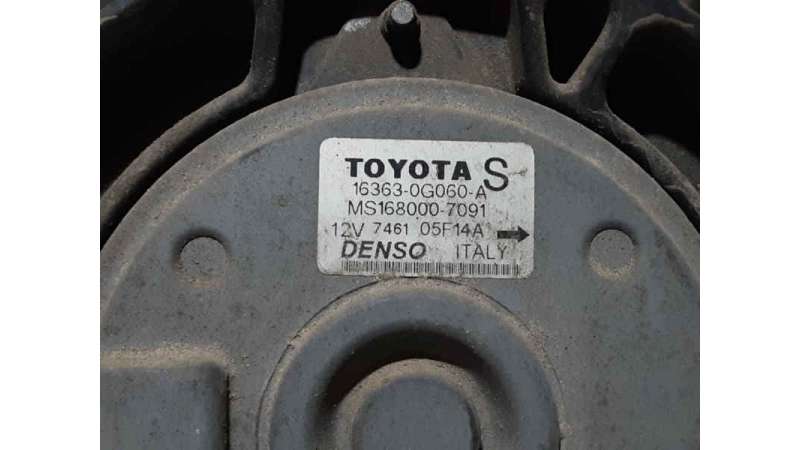 TOYOTA S
16363-0G060-A
MS168000-7091
12V 7461 05F14A
DENSO ITALY